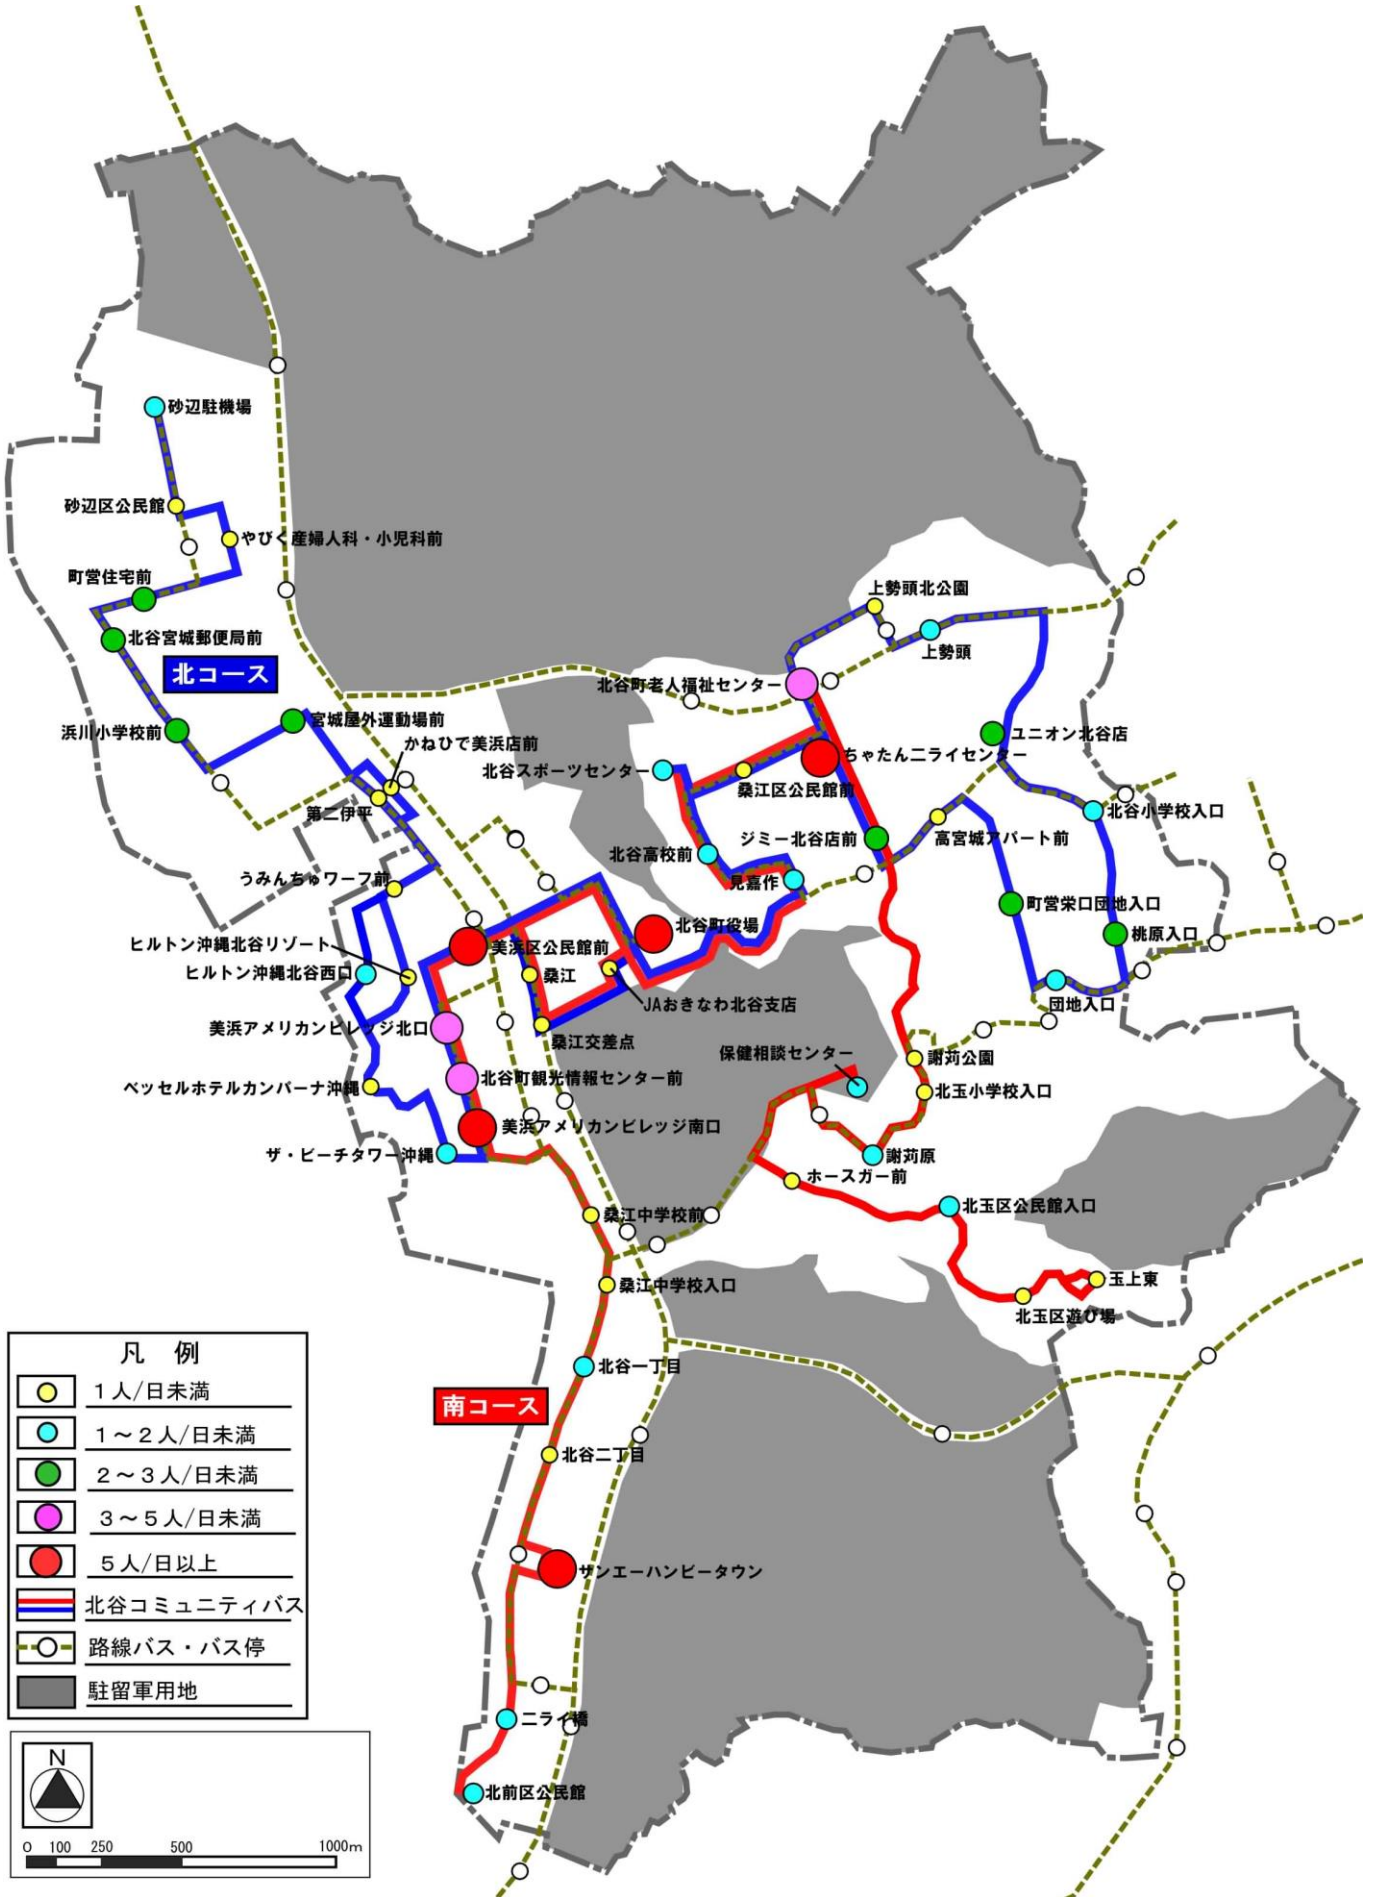 砂辺駐機場
砂辺区公民館
やびく産婦人科・小児科前
町営住宅前
上勢頭北公園
北谷宮城郵便局前
上勢頭
北コース
北谷町老人福祉センター
宮城屋外運動場前
浜川小学校前
ユニオン北谷店
かねひで美浜店前
ちゃたんニライセンター
北谷スポーツセンター
桑江区公民館前
第二伊平
北谷小学校入口
ジミー北谷店前
高宮城アパート前
北谷高校前
うみんちゅワーフ前
見嘉作
町営栄口団地入口
北谷町役場
桃原入口
ヒルトン沖縄北谷リゾート
美浜区公民館前
ヒルトン沖縄北谷西口
桑江
JAおきなわ北谷支店
団地入口
美浜アメリカンビレッジ北口
桑江交差点
保健相談センター
謝苅公園
北谷町観光情報センター前
ベッセルホテルカンパーナ沖縄
北玉小学校入口
美浜アメリカンビレッジ南口
ザ・ビーチタワー沖縄
謝苅原
ホースガー前
北玉区公民館入口
桑江中学校前
桑江中学校入口
玉上東
北玉区遊び場
北谷一丁目
南コース
北谷二丁目
サンエーハンビータウン
ニライ橋
北前区公民館
凡 例
1人/日未満
1～2人/日未満
2～3人/日未満
3～5人/日未満
5人/日以上
北谷コミュニティバス
路線バス・バス停
駐留軍用地
N
0 100 250 500 1000m